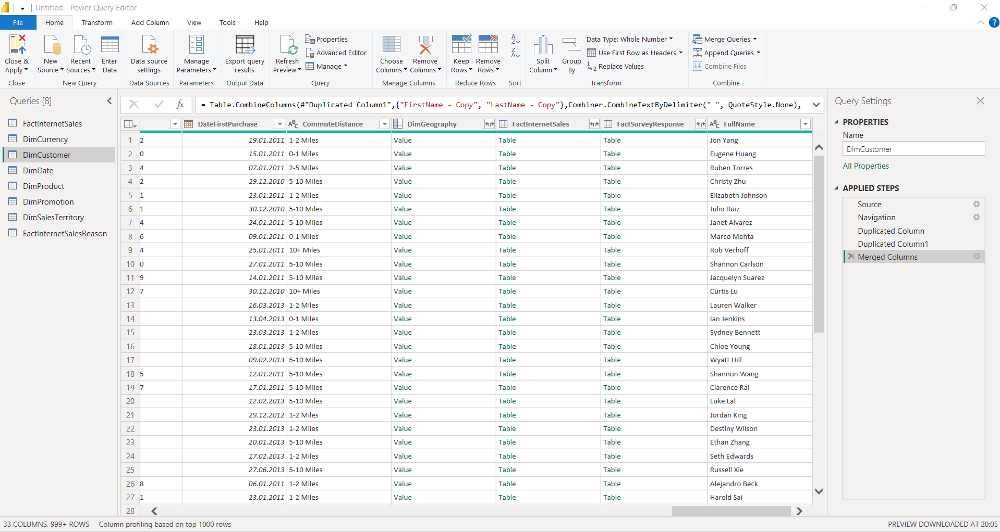 Untitled - Power Query Editor
File Home Transform Add Column View Tools Help
Close & Apply
New Source
Recent Sources
Enter Data
Data source settings
Manage Parameters
Export query results
Refresh Preview
Properties
Advanced Editor
Manage
Choose Columns
Remove Columns
Keep Rows
Remove Rows
Split Column
Group By
Data Type: Whole Number
Use First Row as Headers
Replace Values
Merge Queries
Append Queries
Combine Files
Close New Query Data Sources Parameters Output Data Query Manage Columns Reduce Rows Sort Transform Combine
Queries [8]
FactInternetSales
DimCurrency
DimCustomer
DimDate
DimProduct
DimPromotion
DimSalesTerritory
FactInternetSalesReason
fx = Table.CombineColumns(#"Duplicated Column1",{"FirstName - Copy", "LastName - Copy"},Combiner.CombineTextByDelimiter(" ", QuoteStyle.None),
DateFirstPurchase ABC CommuteDistance DimGeography FactInternetSales FactSurveyResponse ABC FullName
1 2 19.01.2011 1-2 Miles Value Table Table Jon Yang
2 0 15.01.2011 0-1 Miles Value Table Table Eugene Huang
3 4 07.01.2011 2-5 Miles Value Table Table Ruben Torres
4 2 29.12.2010 5-10 Miles Value Table Table Christy Zhu
5 1 23.01.2011 1-2 Miles Value Table Table Elizabeth Johnson
6 1 30.12.2010 5-10 Miles Value Table Table Julio Ruiz
7 4 24.01.2011 5-10 Miles Value Table Table Janet Alvarez
8 6 09.01.2011 0-1 Miles Value Table Table Marco Mehta
9 4 25.01.2011 10+ Miles Value Table Table Rob Verhoff
10 0 27.01.2011 5-10 Miles Value Table Table Shannon Carlson
11 9 14.01.2011 5-10 Miles Value Table Table Jacquelyn Suarez
12 7 30.12.2010 10+ Miles Value Table Table Curtis Lu
13 16.03.2013 1-2 Miles Value Table Table Lauren Walker
14 13.04.2013 0-1 Miles Value Table Table Ian Jenkins
15 23.03.2013 1-2 Miles Value Table Table Sydney Bennett
16 18.01.2013 5-10 Miles Value Table Table Chloe Young
17 09.02.2013 5-10 Miles Value Table Table Wyatt Hill
18 5 12.01.2011 5-10 Miles Value Table Table Shannon Wang
19 7 17.01.2011 5-10 Miles Value Table Table Clarence Rai
20 12.02.2013 5-10 Miles Value Table Table Luke Lal
21 29.12.2012 1-2 Miles Value Table Table Jordan King
22 23.01.2013 1-2 Miles Value Table Table Destiny Wilson
23 20.01.2013 5-10 Miles Value Table Table Ethan Zhang
24 17.02.2013 1-2 Miles Value Table Table Seth Edwards
25 27.06.2013 5-10 Miles Value Table Table Russell Xie
26 8 06.01.2011 1-2 Miles Value Table Table Alejandro Beck
27 1 23.01.2011 1-2 Miles Value Table Table Harold Sai
28
Query Settings
PROPERTIES
Name
DimCustomer
All Properties
APPLIED STEPS
Source
Navigation
Duplicated Column
Duplicated Column1
Merged Columns
33 COLUMNS, 999+ ROWS Column profiling based on top 1000 rows PREVIEW DOWNLOADED AT 20:05